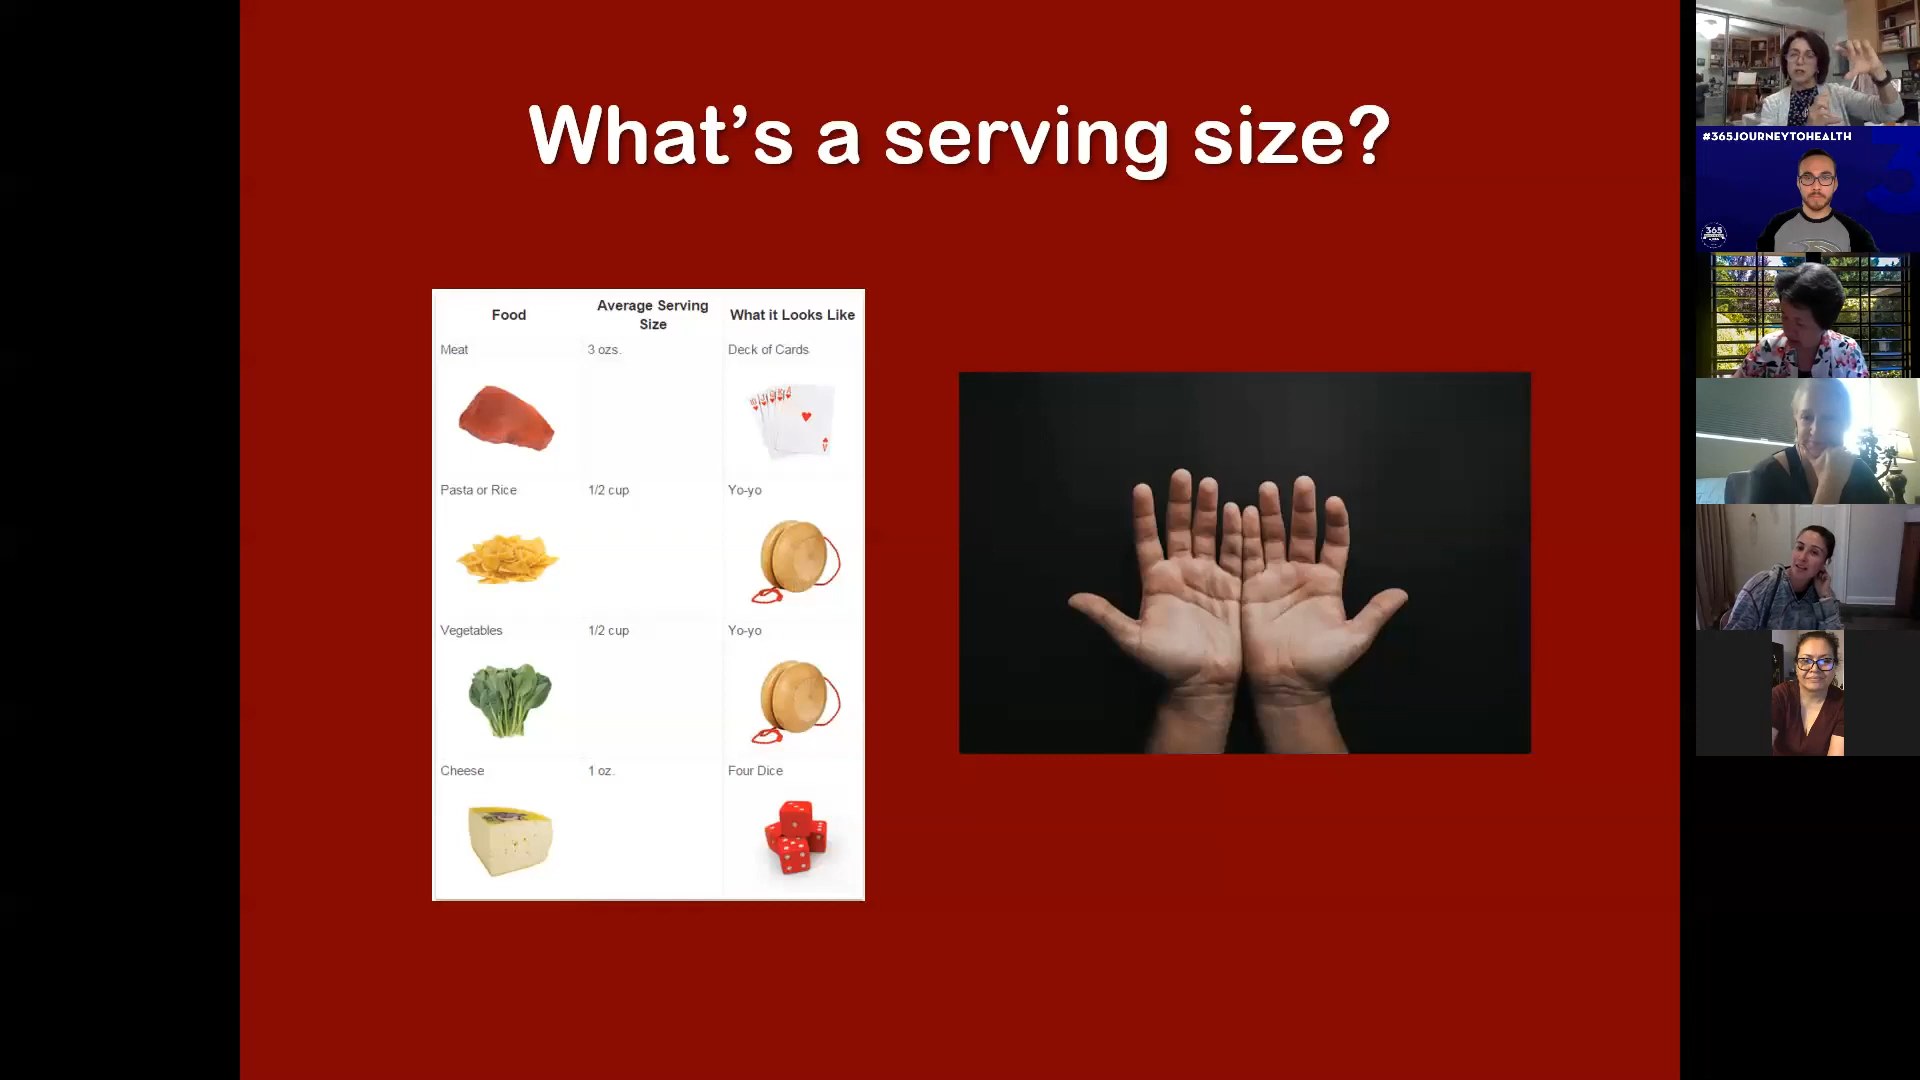 What's a serving size?
Food
Average Serving
Size
What it Looks Like
Meat
3 ozs.
Deck of Cards
Pasta or Rice
1/2 cup
Yo-yo
Vegetables
1/2 cup
Yo-yo
Cheese
1 oz.
Four Dice
#365JOURNEYTOHEALTH
365